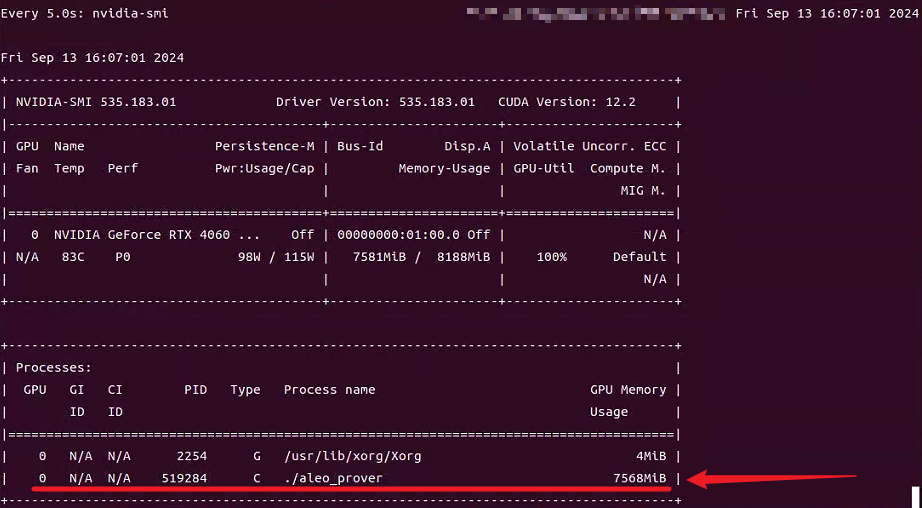 Every 5.0s: nvidia-smi Fri Sep 13 16:07:01 2024
Fri Sep 13 16:07:01 2024
+-----------------------------------------------------------------------------+
| NVIDIA-SMI 535.183.01 Driver Version: 535.183.01 CUDA Version: 12.2 |
|-------------------------------+----------------------+----------------------+
| GPU Name Persistence-M | Bus-Id Disp.A | Volatile Uncorr. ECC
| Fan Temp Perf Pwr:Usage/Cap | Memory-Usage | GPU-Util Compute M. |
| | | MIG M. |
|===============================+======================+======================|
| 0 NVIDIA GeForce RTX 4060 ... Off | 00000000:01:00.0 Off | N/A |
| N/A 83C P0 98W / 115W | 7581MiB / 8188MiB | 100% Default |
| | | N/A |
+-------------------------------+----------------------+----------------------+
+-----------------------------------------------------------------------------+
| Processes: |
| GPU GI CI PID Type Process name GPU Memory |
| ID ID Usage |
|=============================================================================|
| 0 N/A N/A 2254 G /usr/lib/xorg/Xorg 4MiB |
| 0 N/A N/A 519284 C ./aleo_prover 7568MiB |
+-----------------------------------------------------------------------------+